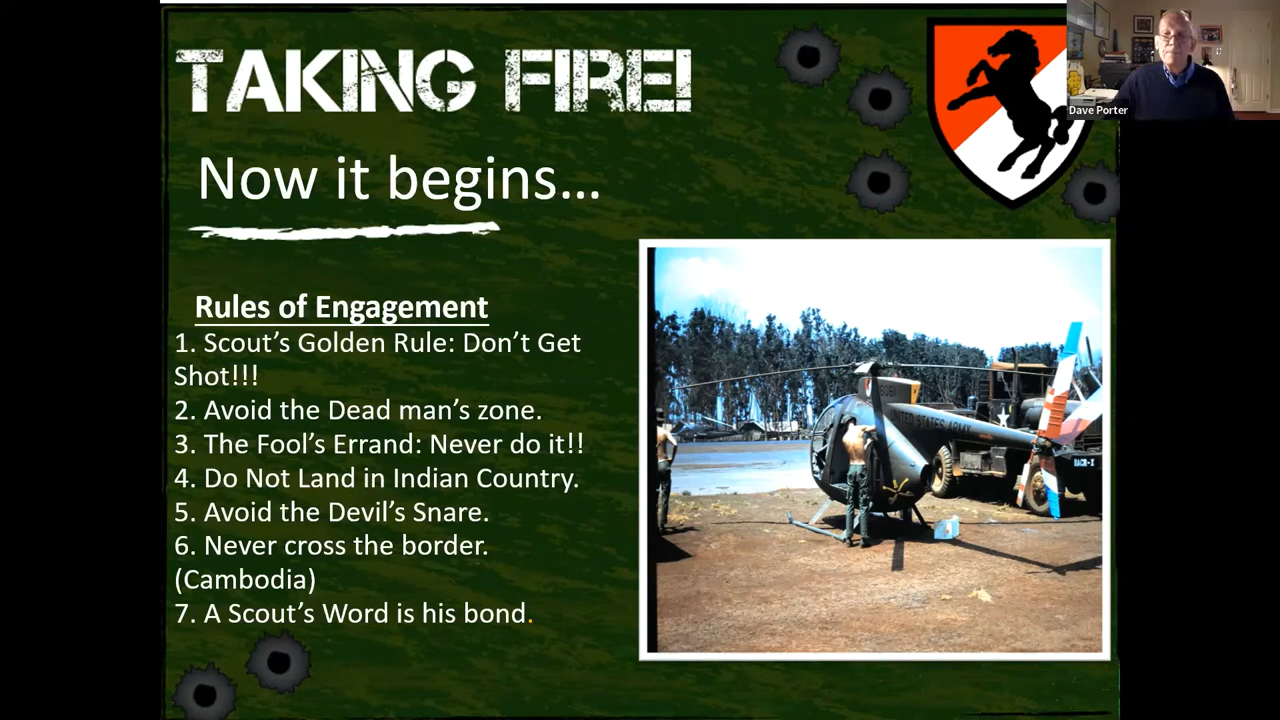 TAKING FIRE!
Dave Porter
Now it begins…
Rules of Engagement
1. Scout’s Golden Rule: Don’t Get
Shot!!!
2. Avoid the Dead man’s zone.
3. The Fool’s Errand: Never do it!!
4. Do Not Land in Indian Country.
5. Avoid the Devil’s Snare.
6. Never cross the border.
(Cambodia)
7. A Scout’s Word is his bond.
UNITED STATES ARMY